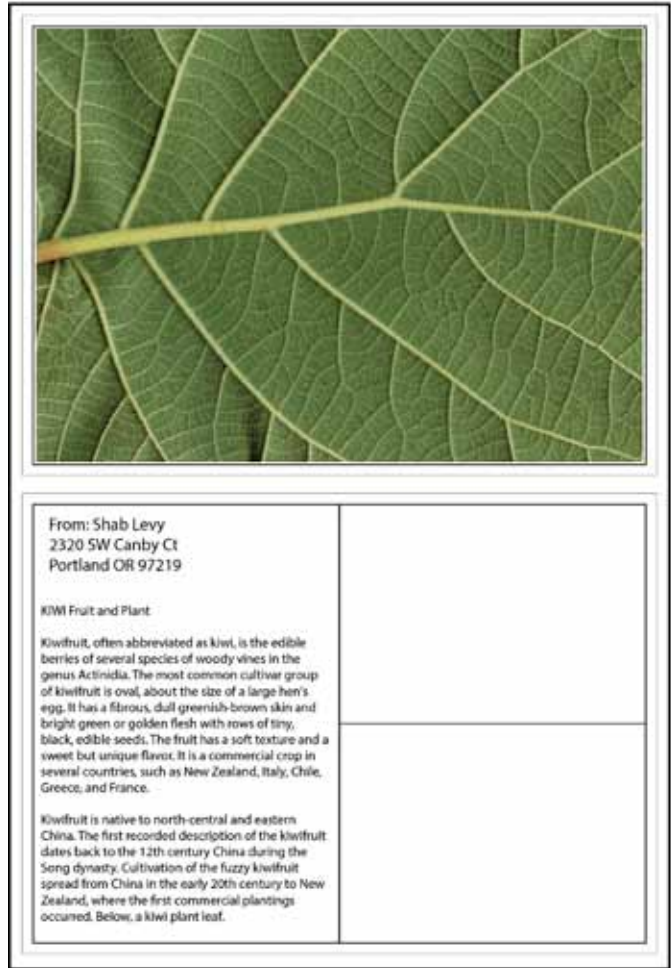 From: Shab Levy
2320 SW Canby Ct
Portland OR 97219
KIWI Fruit and Plant
Kiwifruit, often abbreviated as kiwi, is the edible
berries of several species of woody vines in the
genus Actinidia. The most common cultivar group
of kiwifruit is oval, about the size of a large hen's
egg. It has a fibrous, dull greenish-brown skin and
bright green or golden flesh with rows of tiny,
black, edible seeds. The fruit has a soft texture and a
sweet but unique flavor. It is a commercial crop in
several countries, such as New Zealand, Italy, Chile,
Greece, and France.
Kiwifruit is native to north-central and eastern
China. The first recorded description of the kiwifruit
dates back to the 12th century China during the
Song dynasty. Cultivation of the fuzzy kiwifruit
spread from China in the early 20th century to New
Zealand, where the first commercial plantings
occurred. Below, a kiwi plant leaf.